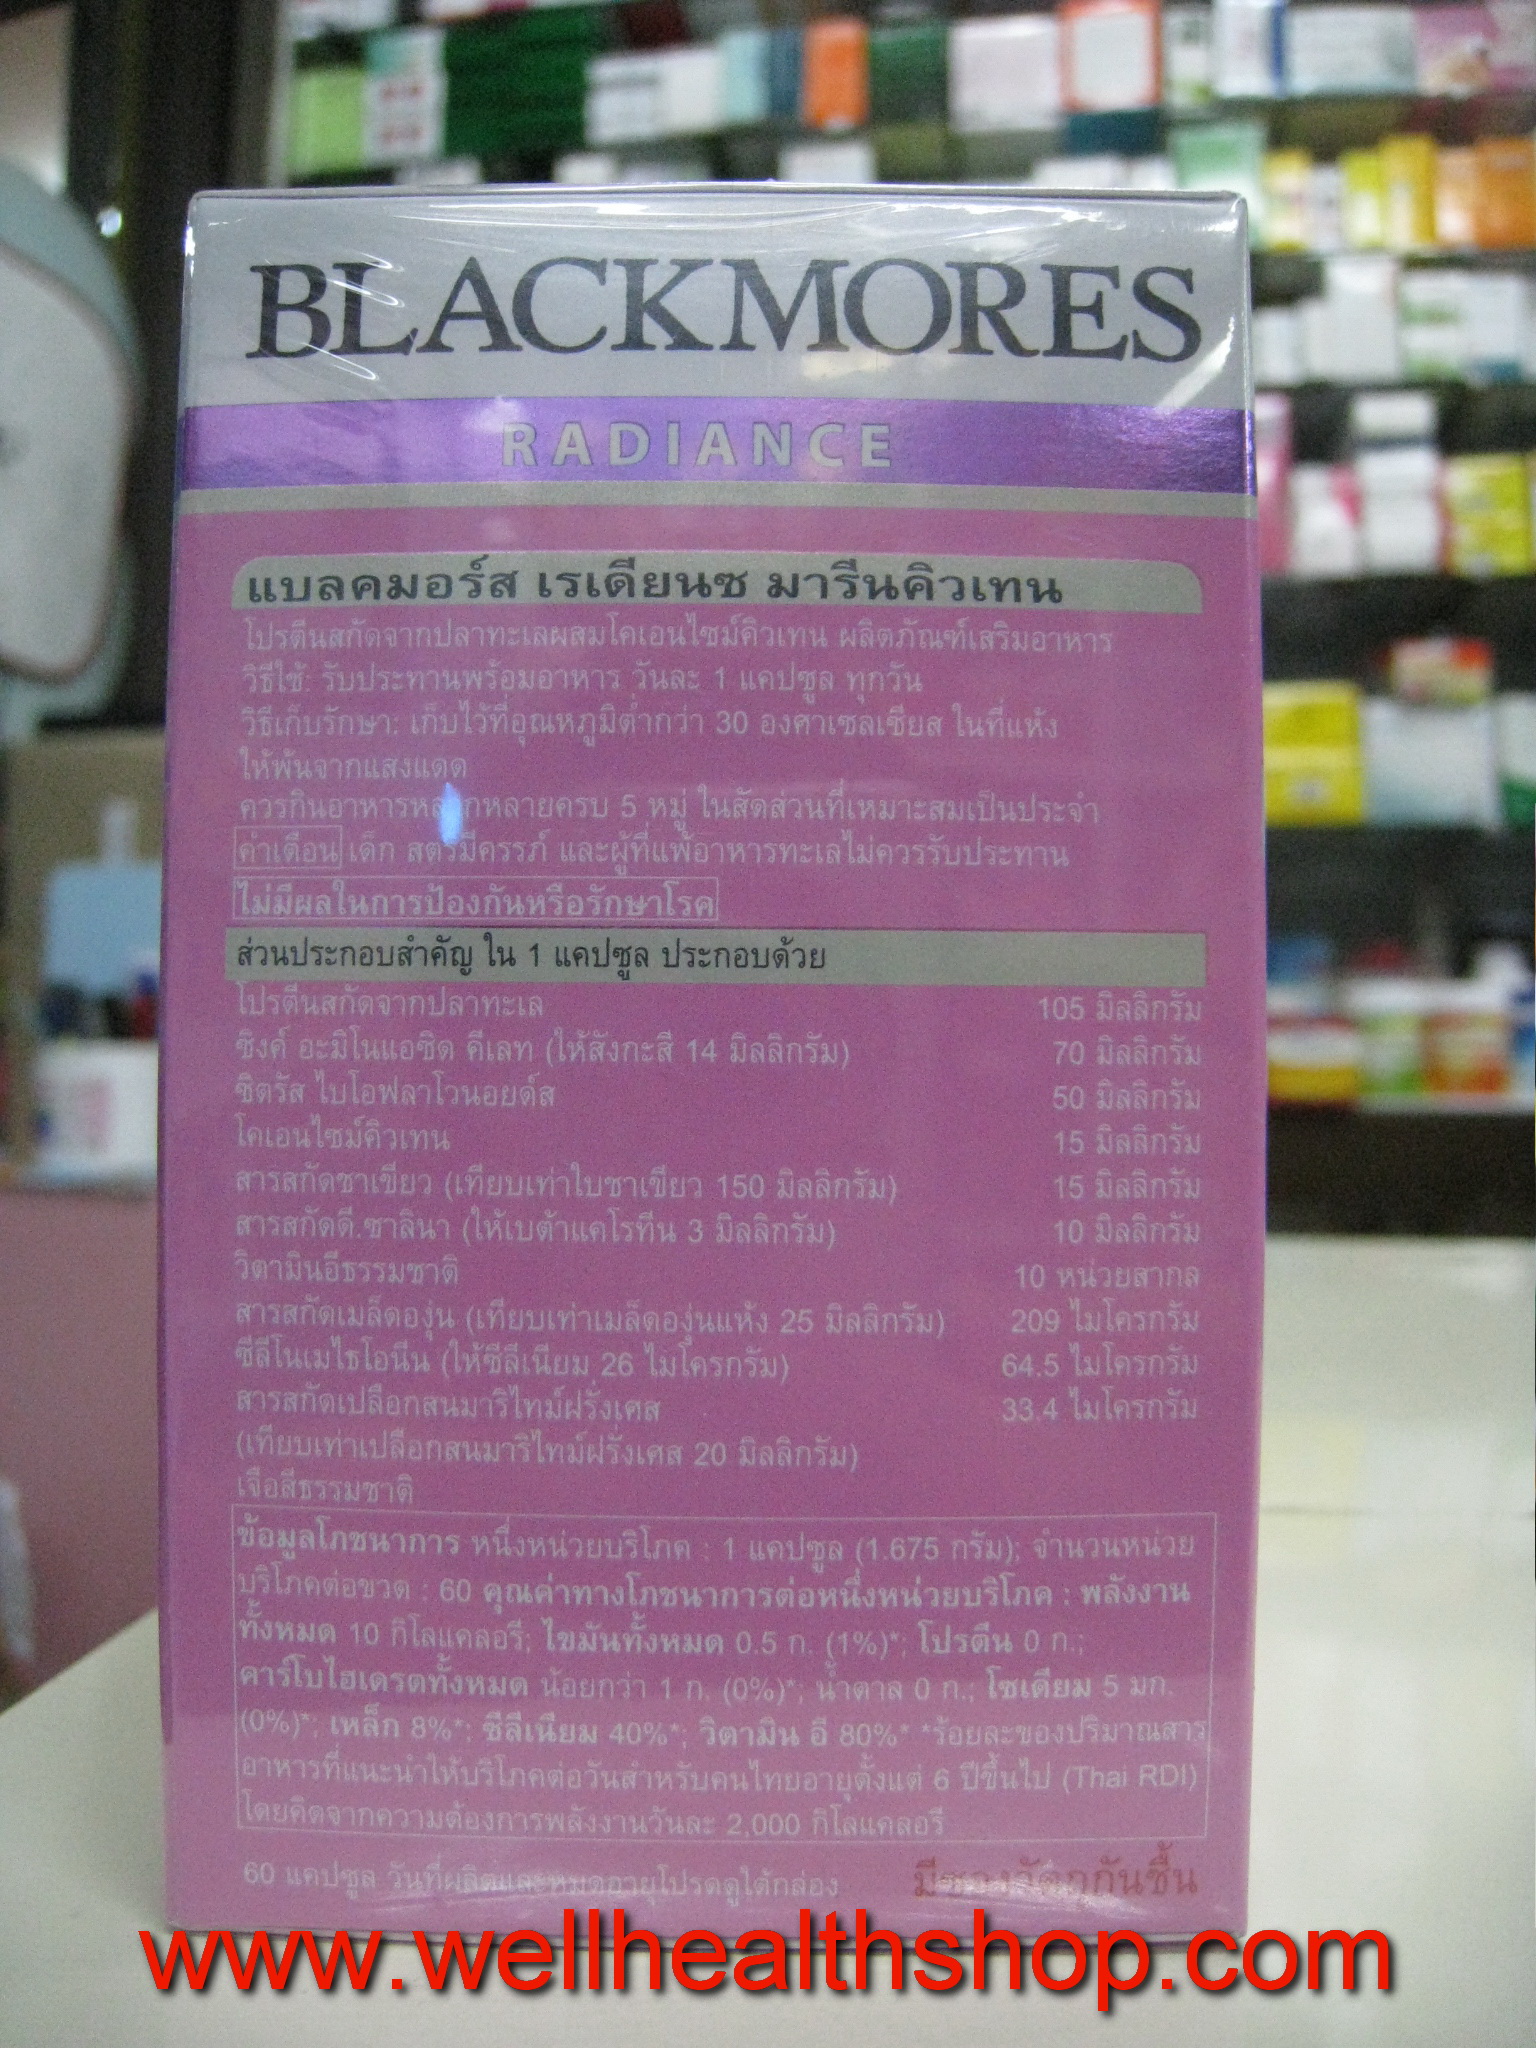 BLACKMORES
RADIANCE
แบลคมอร์ส เรเดียนซ มารีนคิวเทน
โปรตีนสกัดจากปลาทะเลผสมโคเอนไซม์คิวเทน ผลิตภัณฑ์เสริมอาหาร
วิธีใช้: รับประทานพร้อมอาหาร วันละ 1 แคปซูล ทุกวัน
วิธีเก็บรักษา: เก็บไว้ที่อุณหภูมิต่ำกว่า 30 องศาเซลเซียส ในที่แห้ง
ให้พ้นจากแสงแดด
ควรกินอาหารหลากหลายครบ 5 หมู่ ในสัดส่วนที่เหมาะสมเป็นประจำ
คำเตือน เด็ก สตรีมีครรภ์ และผู้ที่แพ้อาหารทะเลไม่ควรรับประทาน
ไม่มีผลในการป้องกันหรือรักษาโรค
ส่วนประกอบสำคัญ ใน 1 แคปซูล ประกอบด้วย
โปรตีนสกัดจากปลาทะเล 105 มิลลิกรัม
ซิงค์ อะมิโนแอซิด คีเลท (ให้สังกะสี 14 มิลลิกรัม) 70 มิลลิกรัม
ซิตรัส ไบโอฟลาโวนอยด์ส 50 มิลลิกรัม
โคเอนไซม์คิวเทน 15 มิลลิกรัม
สารสกัดชาเขียว (เทียบเท่าใบชาเขียว 150 มิลลิกรัม) 15 มิลลิกรัม
สารสกัดดี.ซาลินา (ให้เบต้าแคโรทีน 3 มิลลิกรัม) 10 มิลลิกรัม
วิตามินอีธรรมชาติ 10 หน่วยสากล
สารสกัดเมล็ดองุ่น (เทียบเท่าเมล็ดองุ่นแห้ง 25 มิลลิกรัม) 209 ไมโครกรัม
ซีลีโนเมไธโอนีน (ให้ซีลีเนียม 26 ไมโครกรัม) 64.5 ไมโครกรัม
สารสกัดเปลือกสนมาริไทม์ฝรั่งเศส 33.4 ไมโครกรัม
(เทียบเท่าเปลือกสนมาริไทม์ฝรั่งเศส 20 มิลลิกรัม)
เจือสีธรรมชาติ
ข้อมูลโภชนาการ หนึ่งหน่วยบริโภค : 1 แคปซูล (1.675 กรัม); จำนวนหน่วย
บริโภคต่อขวด : 60 คุณค่าทางโภชนาการต่อหนึ่งหน่วยบริโภค : พลังงาน
ทั้งหมด 10 กิโลแคลอรี; ไขมันทั้งหมด 0.5 ก. (1%)*; โปรตีน 0 ก.;
คาร์โบไฮเดรตทั้งหมด น้อยกว่า 1 ก. (0%)*; น้ำตาล 0 ก.; โซเดียม 5 มก.
(0%)*; เหล็ก 8%*; ซีลีเนียม 40%*; วิตามิน อี 80%* *ร้อยละของปริมาณสาร
อาหารที่แนะนำให้บริโภคต่อวันสำหรับคนไทยอายุตั้งแต่ 6 ปีขึ้นไป (Thai RDI)
โดยคิดจากความต้องการพลังงานวันละ 2,000 กิโลแคลอรี
60 แคปซูล วันที่ผลิตและหมดอายุโปรดดูใต้กล่อง มีซองวัตถุกันชื้น
www.wellhealthshop.com